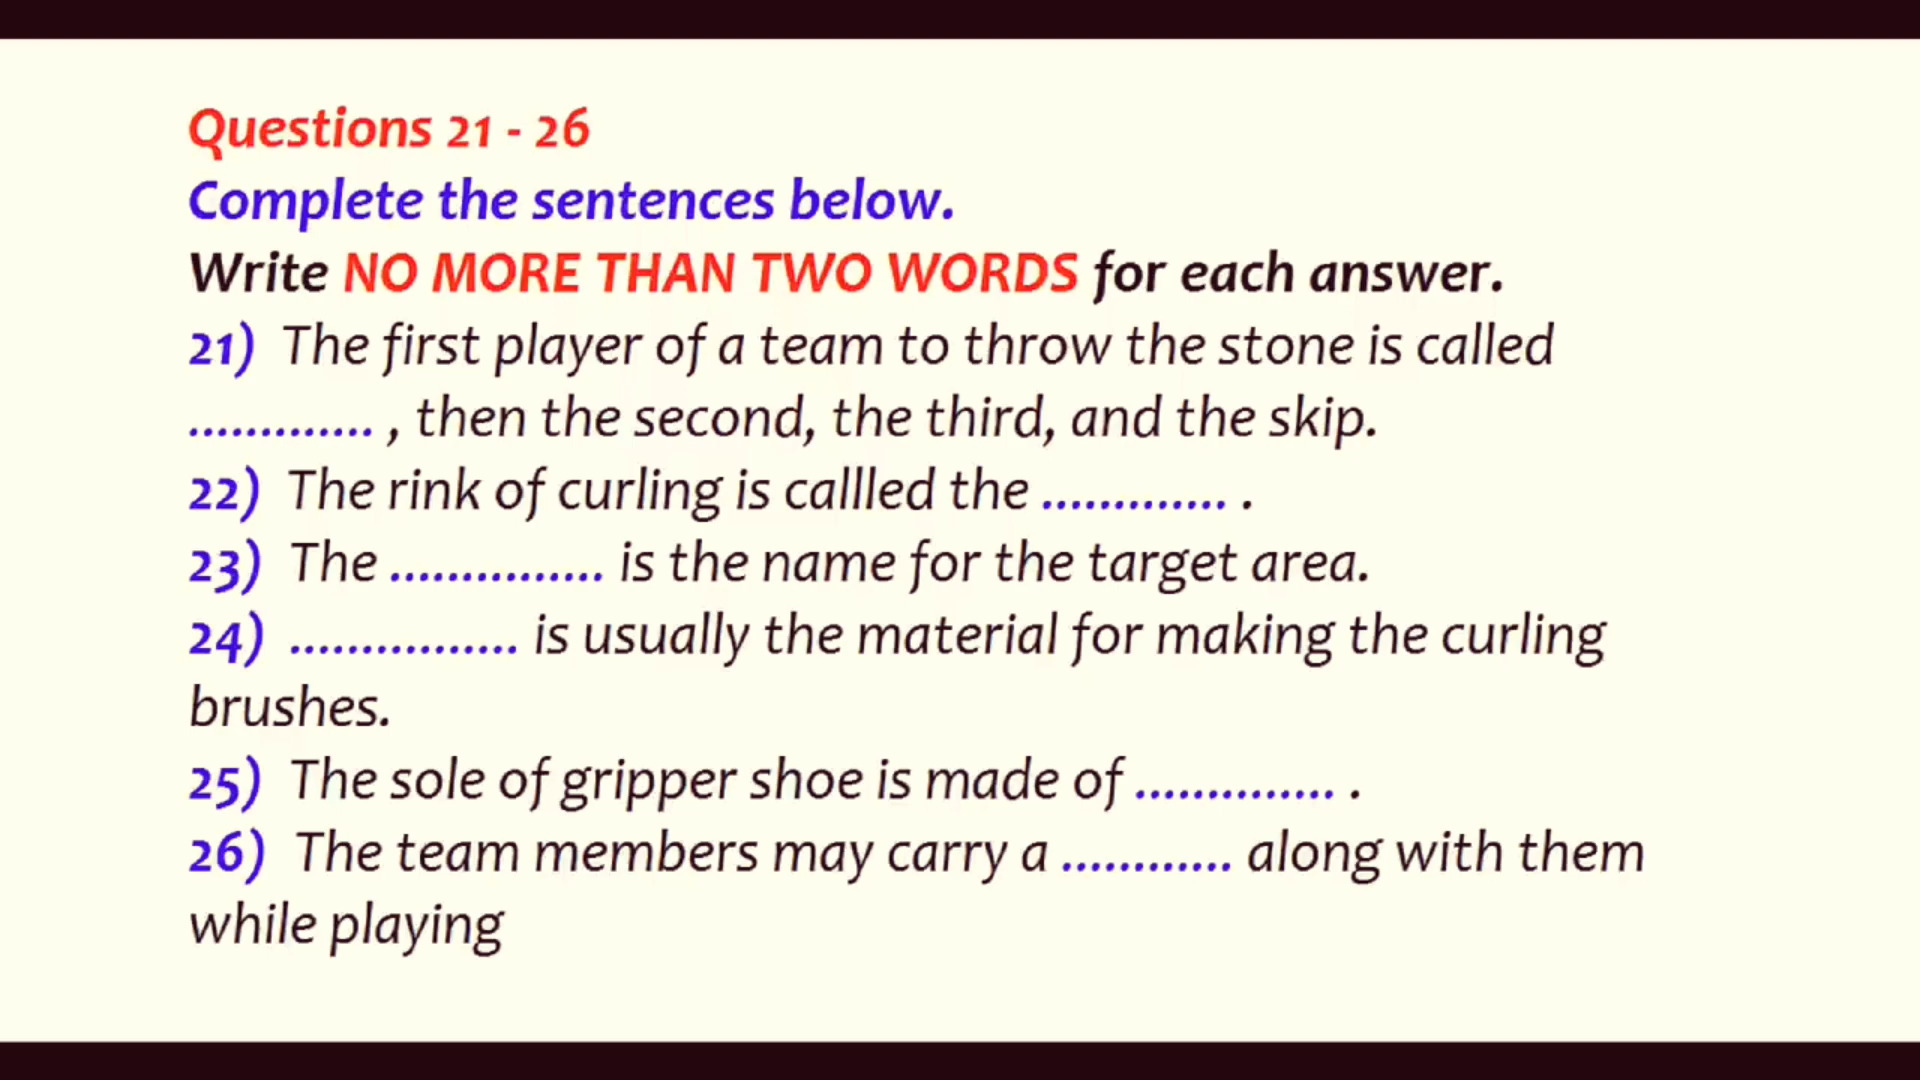 Questions 21 - 26
Complete the sentences below.
Write NO MORE THAN TWO WORDS for each answer.
21) The first player of a team to throw the stone is called
............. , then the second, the third, and the skip.
22) The rink of curling is callled the ............. .
23) The ............... is the name for the target area.
24) ................ is usually the material for making the curling
brushes.
25) The sole of gripper shoe is made of .............. .
26) The team members may carry a ............ along with them
while playing